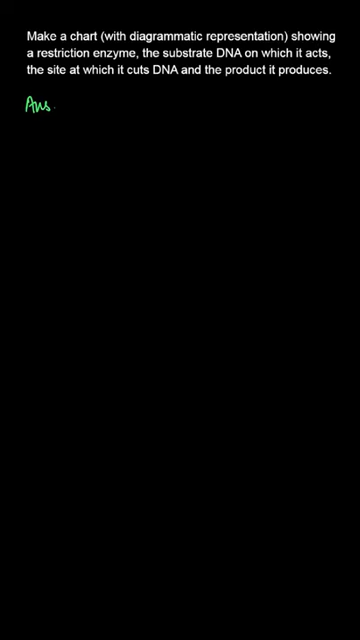 Make a chart (with diagrammatic representation) showing
a restriction enzyme, the substrate DNA on which it acts,
the site at which it cuts DNA and the product it produces.
Ans.